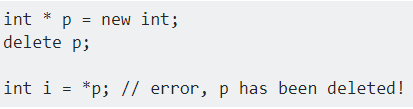 int * p = new int;
delete p;
int i = *p; // error, p has been deleted!